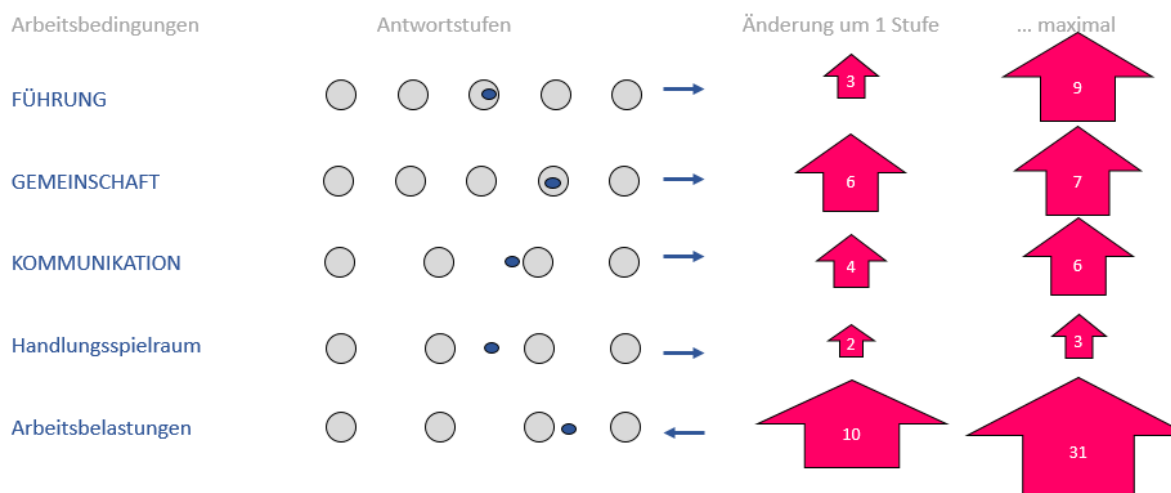 Arbeitsbedingungen Antwortstufen Änderung um 1 Stufe ... maximal
FÜHRUNG 3 9
GEMEINSCHAFT 6 7
KOMMUNIKATION 4 6
Handlungsspielraum 2 3
Arbeitsbelastungen 10 31